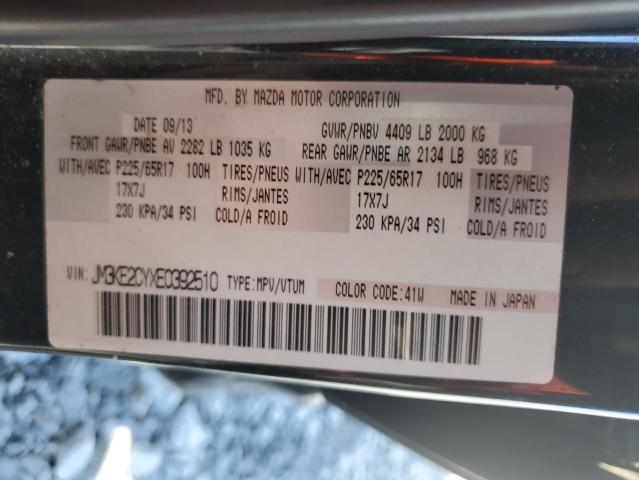 MFD. BY MAZDA MOTOR CORPORATION
DATE 09/13 GVWR/PNBV 4409 LB 2000 KG
FRONT GAWR/PNBE AV 2282 LB 1035 KG REAR GAWR/PNBE AR 2134 LB 968 KG
WITH/AVEC P225/65R17 100H TIRES/PNEUS WITH/AVEC P225/65R17 100H TIRES/PNEUS
17X7J RIMS/JANTES 17X7J RIMS/JANTES
230 KPA/34 PSI COLD/A FROID 230 KPA/34 PSI COLD/A FROID
VIN: JM3KE2CYXE0392510 TYPE:MPV/VTUM COLOR CODE:41W MADE IN JAPAN